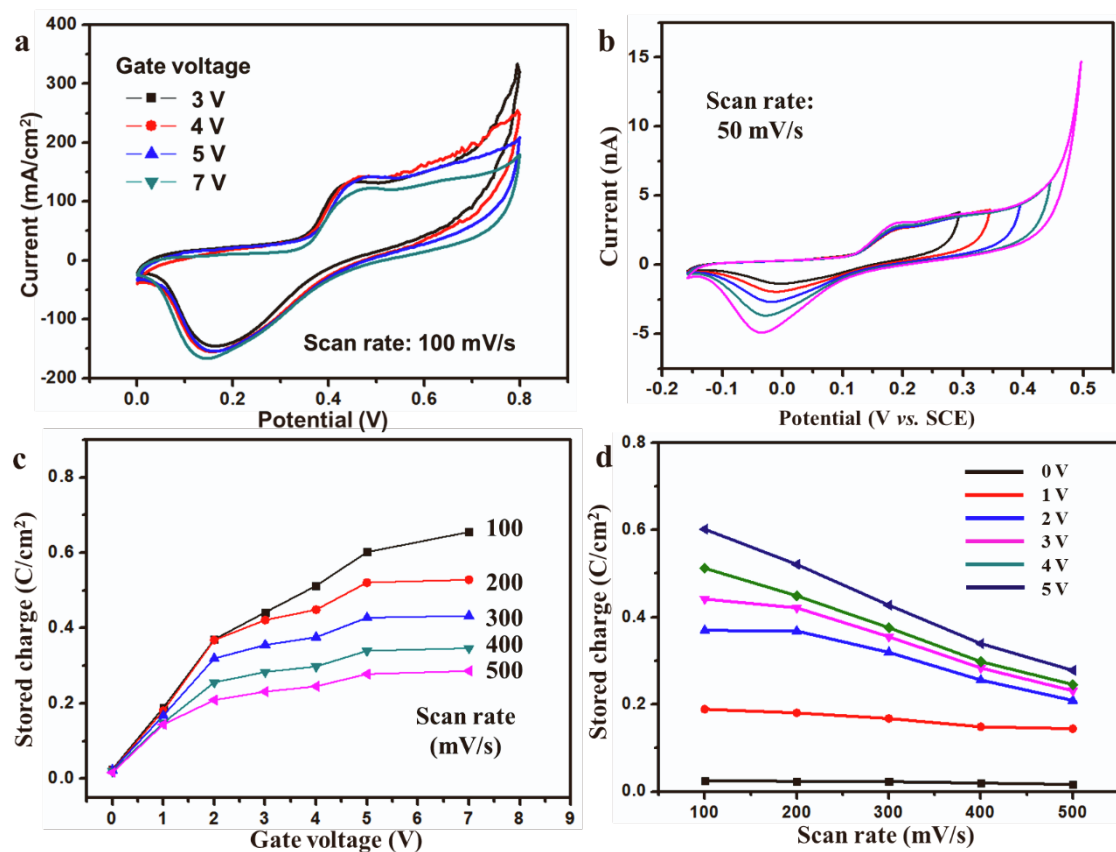 a
400
300
200
100
0
-100
-200
Current (mA/cm²)
Gate voltage
3 V
4 V
5 V
7 V
Scan rate: 100 mV/s
0.0 0.2 0.4 0.6 0.8
Potential (V)
b
15
10
5
0
-5
Current (nA)
Scan rate:
50 mV/s
-0.2 -0.1 0.0 0.1 0.2 0.3 0.4 0.5
Potential (V vs. SCE)
c
0.8
0.6
0.4
0.2
0.0
Stored charge (C/cm²)
100
200
300
400
500
Scan rate
(mV/s)
0 1 2 3 4 5 6 7 8 9
Gate voltage (V)
d
0.8
0.6
0.4
0.2
0.0
Stored charge (C/cm²)
0 V
1 V
2 V
3 V
4 V
5 V
100 200 300 400 500
Scan rate (mV/s)